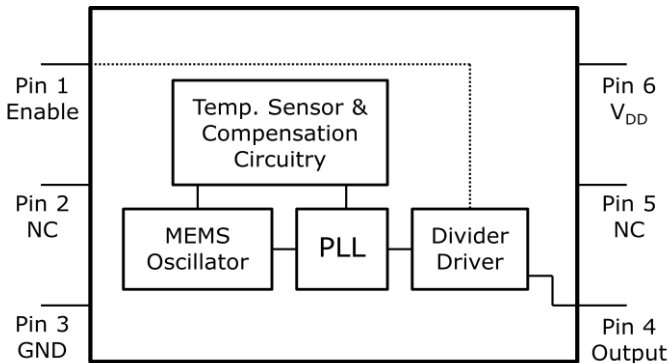 Pin 1
Enable
Pin 2
NC
Pin 3
GND
Temp. Sensor &
Compensation
Circuitry
MEMS
Oscillator
PLL
Divider
Driver
Pin 6
VDD
Pin 5
NC
Pin 4
Output